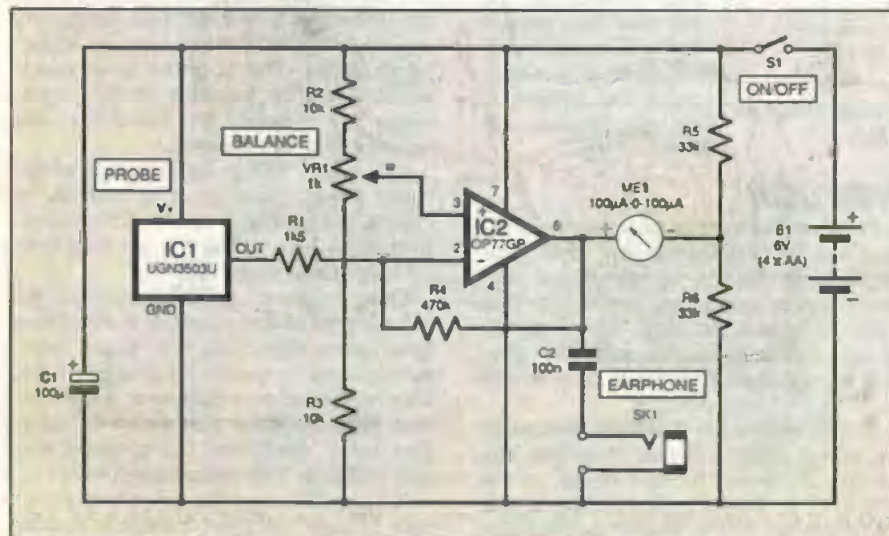 S1
ON/OFF
R2
10k
R5
33k
BALANCE
VR1
1k
PROBE
V+
IC1
UGN3503U
OUT
GND
R1
1k5
3
+
7
IC2
OP77GP
2
-
4
6
ME1
100µA-0-100µA
+
-
B1
6V
(4 x AA)
+
-
R4
470k
R6
33k
C2
100n
EARPHONE
SK1
+
C1
100µ
R3
10k